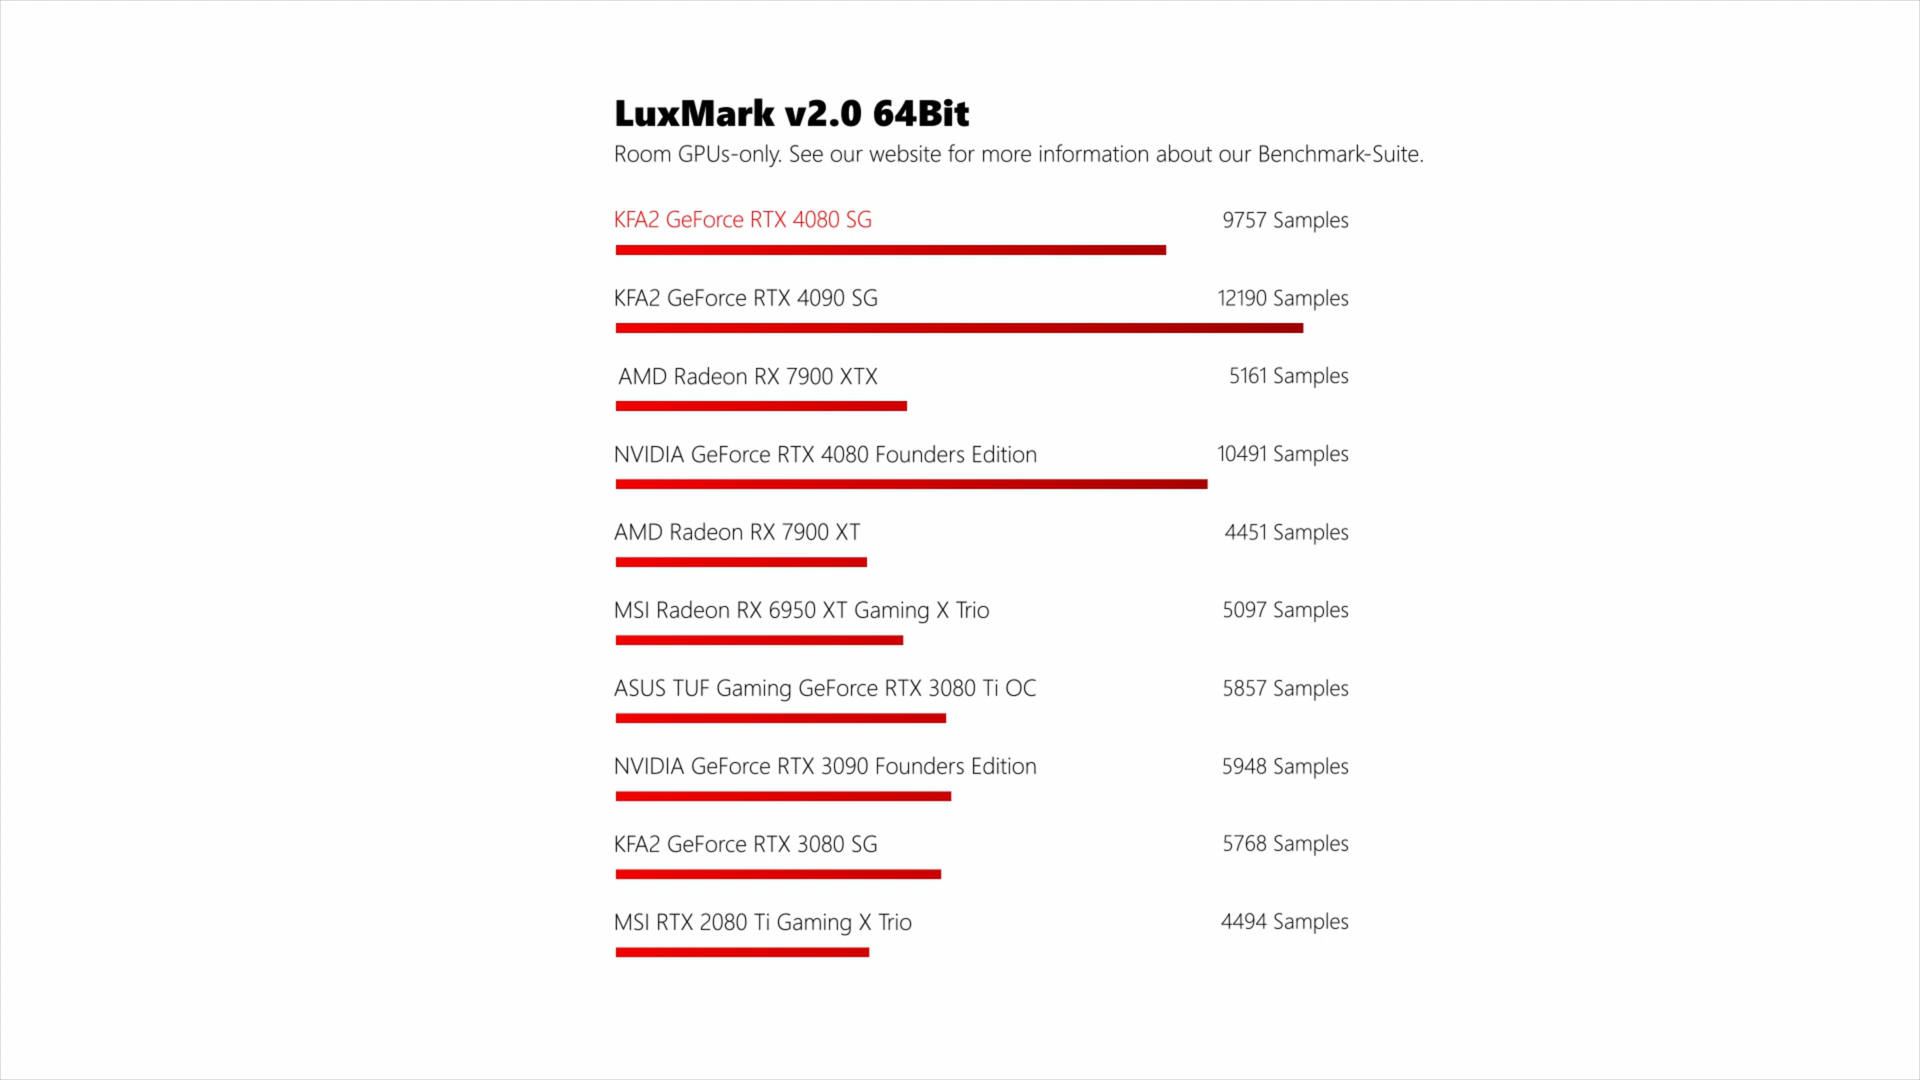 LuxMark v2.0 64Bit
Room GPUs-only. See our website for more information about our Benchmark-Suite.
KFA2 GeForce RTX 4080 SG 9757 Samples
KFA2 GeForce RTX 4090 SG 12190 Samples
AMD Radeon RX 7900 XTX 5161 Samples
NVIDIA GeForce RTX 4080 Founders Edition 10491 Samples
AMD Radeon RX 7900 XT 4451 Samples
MSI Radeon RX 6950 XT Gaming X Trio 5097 Samples
ASUS TUF Gaming GeForce RTX 3080 Ti OC 5857 Samples
NVIDIA GeForce RTX 3090 Founders Edition 5948 Samples
KFA2 GeForce RTX 3080 SG 5768 Samples
MSI RTX 2080 Ti Gaming X Trio 4494 Samples